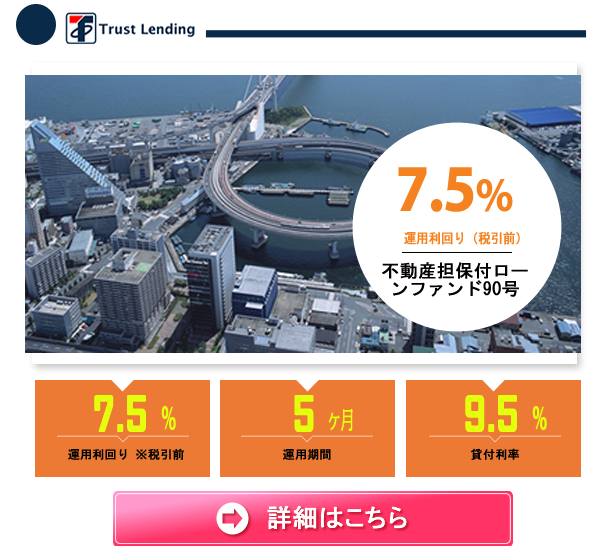 Trust Lending
7.5%
運用利回り（税引前）
不動産担保付ロー
ンファンド90号
7.5 %
運用利回り ※税引前
5 ヶ月
運用期間
9.5 %
貸付利率
詳細はこちら